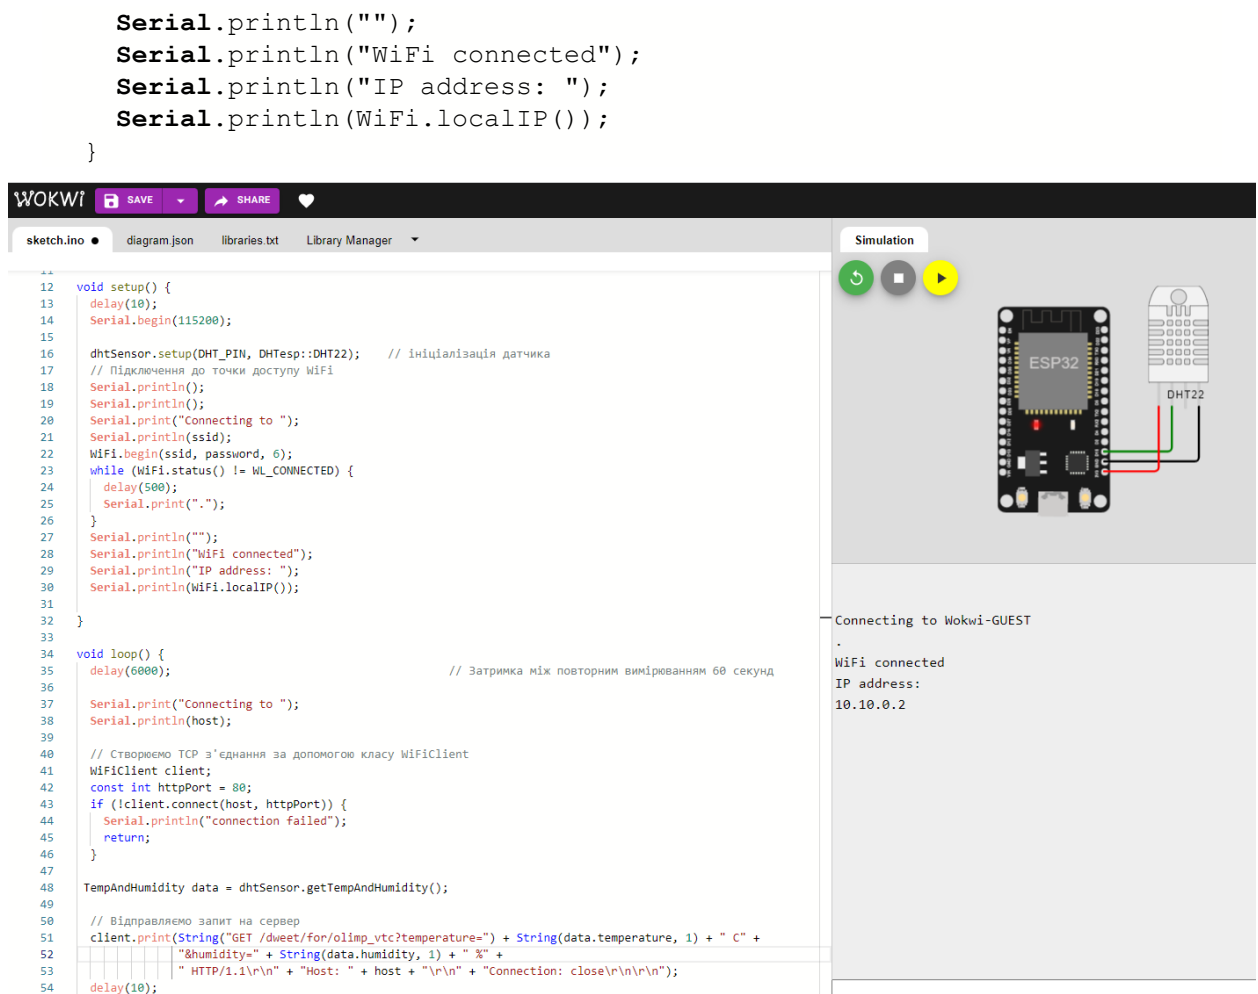 Serial.println("");
Serial.println("WiFi connected");
Serial.println("IP address: ");
Serial.println(WiFi.localIP());
}
WOKWI SAVE SHARE
sketch.ino ● diagram.json libraries.txt Library Manager
Simulation
11
12 void setup() {
13 delay(10);
14 Serial.begin(115200);
15
16 dhtSensor.setup(DHT_PIN, DHTesp::DHT22); // ініціалізація датчика
17 // Підключення до точки доступу WiFi
18 Serial.println();
19 Serial.println();
20 Serial.print("Connecting to ");
21 Serial.println(ssid);
22 WiFi.begin(ssid, password, 6);
23 while (WiFi.status() != WL_CONNECTED) {
24 delay(500);
25 Serial.print(".");
26 }
27 Serial.println("");
28 Serial.println("WiFi connected");
29 Serial.println("IP address: ");
30 Serial.println(WiFi.localIP());
31
32 }
33
34 void loop() {
35 delay(6000); // Затримка між повторним вимірюванням 60 секунд
36
37 Serial.print("Connecting to ");
38 Serial.println(host);
39
40 // Створюємо TCP з'єднання за допомогою класу WiFiClient
41 WiFiClient client;
42 const int httpPort = 80;
43 if (!client.connect(host, httpPort)) {
44 Serial.println("connection failed");
45 return;
46 }
47
48 TempAndHumidity data = dhtSensor.getTempAndHumidity();
49
50 // Відправляємо запит на сервер
51 client.print(String("GET /dweet/for/olimp_vtc?temperature=") + String(data.temperature, 1) + " C" +
52 "&humidity=" + String(data.humidity, 1) + " %" +
53 " HTTP/1.1\r\n" + "Host: " + host + "\r\n" + "Connection: close\r\n\r\n");
54 delay(10);
ESP32
DHT22
Connecting to Wokwi-GUEST
.
WiFi connected
IP address:
10.10.0.2